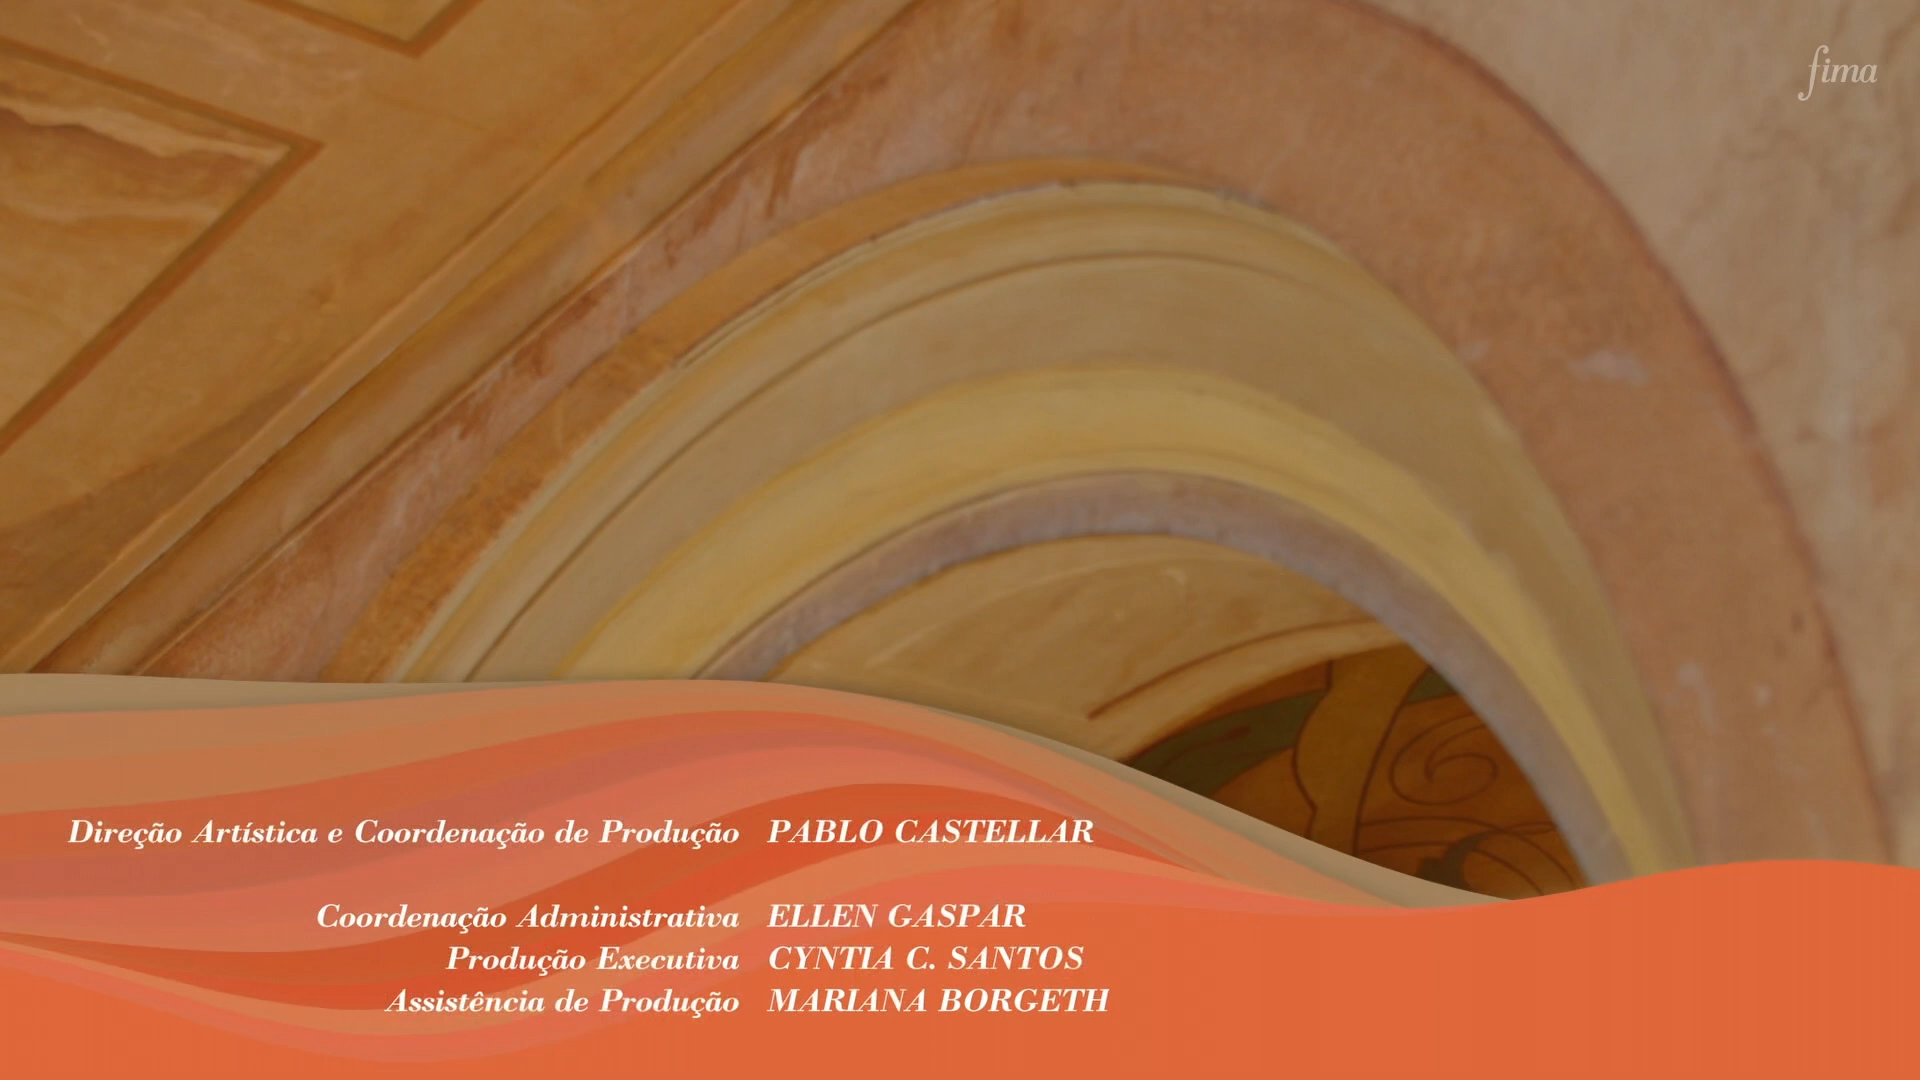 fima
Direção Artística e Coordenação de Produção PABLO CASTELLAR
Coordenação Administrativa ELLEN GASPAR
Produção Executiva CYNTIA C. SANTOS
Assistência de Produção MARIANA BORGETH